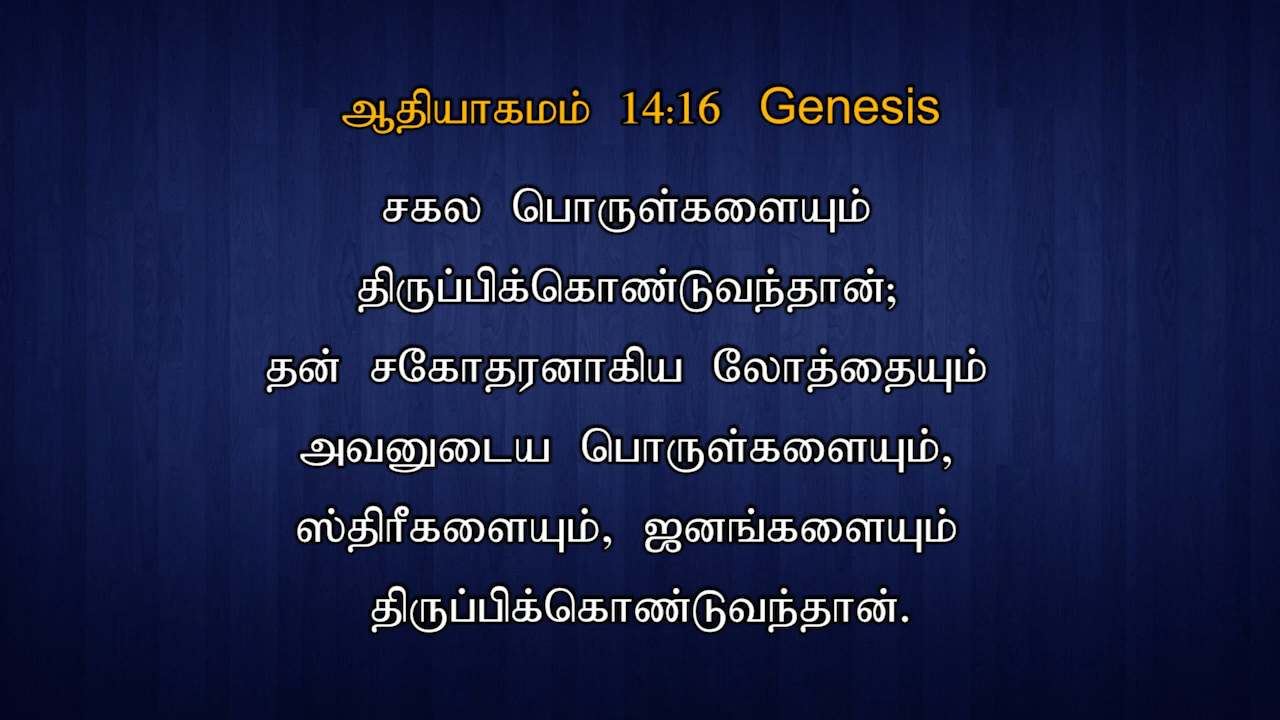 ஆதியாகமம் 14:16 Genesis
சகல பொருள்களையும்
திருப்பிக்கொண்டுவந்தான்;
தன் சகோதரனாகிய லோத்தையும்
அவனுடைய பொருள்களையும்,
ஸ்திரீகளையும், ஜனங்களையும்
திருப்பிக்கொண்டுவந்தான்.